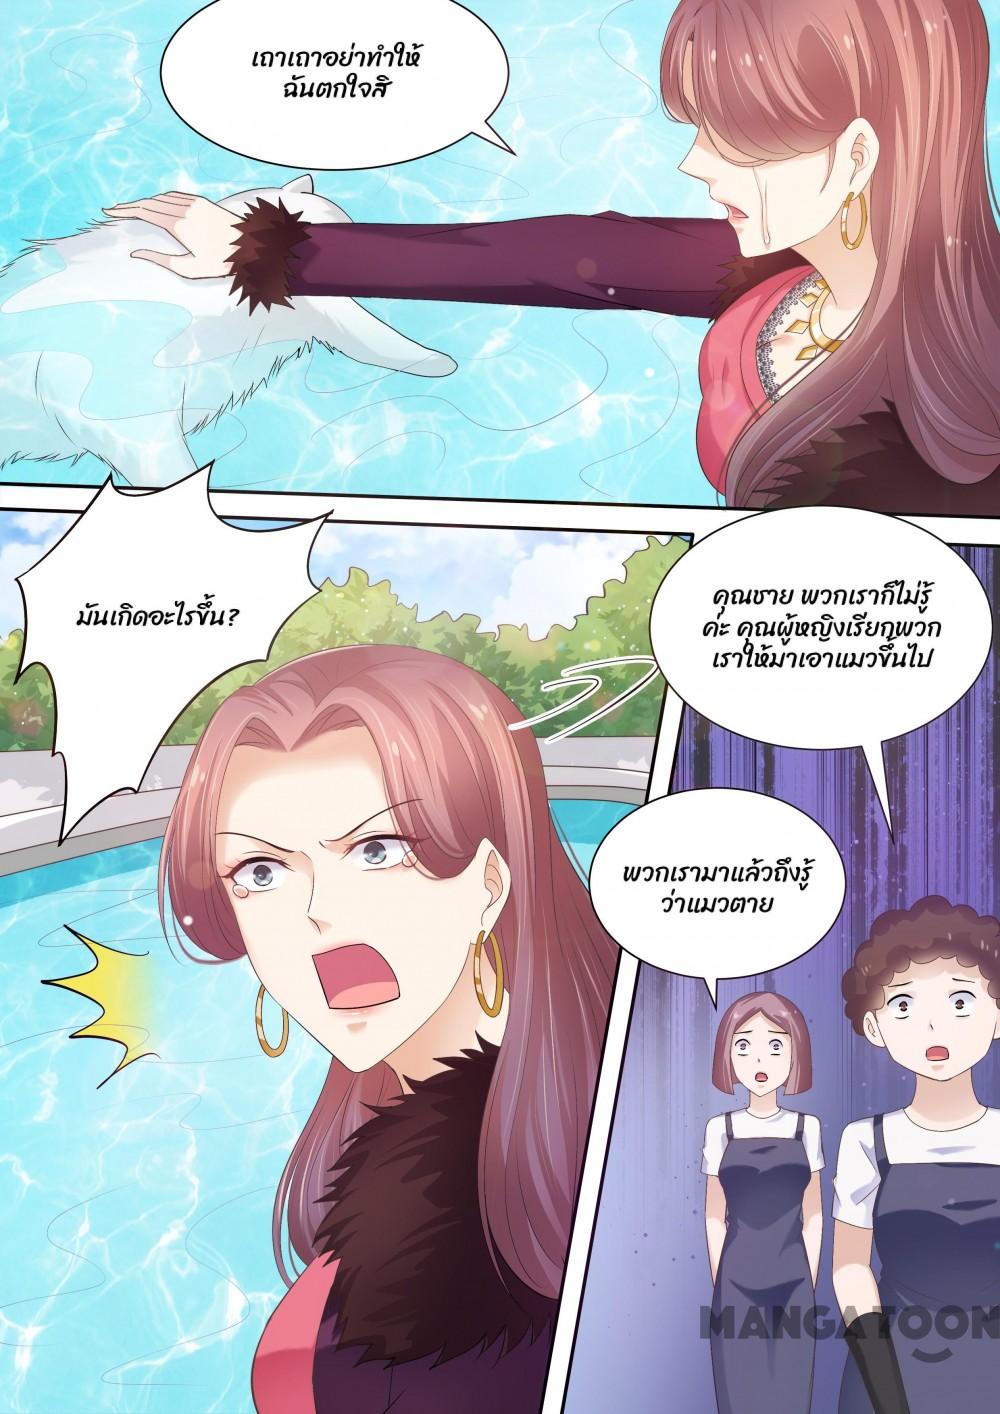 เถาเถาอย่าทำให้
ฉันตกใจสิ
มันเกิดอะไรขึ้น?
คุณชาย พวกเราก็ไม่รู้
ค่ะ คุณผู้หญิงเรียกพวก
เราให้มาเอาแมวขึ้นไป
พวกเรามาแล้วถึงรู้
ว่าแมวตาย
MANGATOON